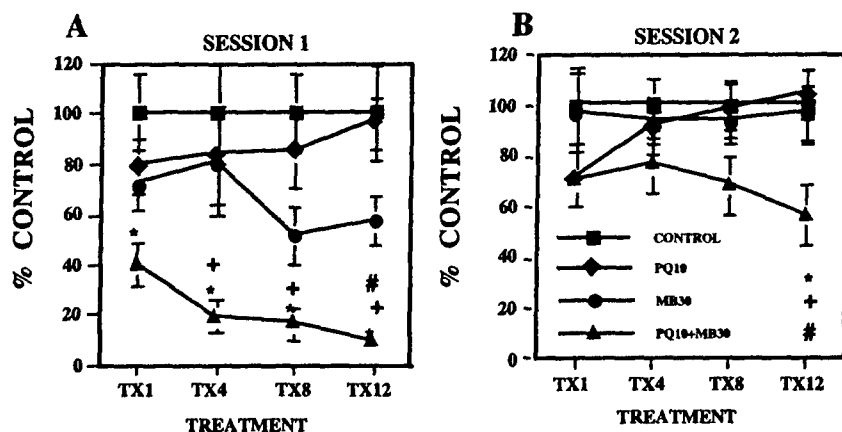 A
SESSION 1
120
100
80
60
40
20
0
% CONTROL
*
+
*
+
*
#
+
*
TX1 TX4 TX8 TX12
TREATMENT
B
SESSION 2
120
100
80
60
40
20
0
% CONTROL
CONTROL
PQ10
MB30
PQ10+MB30
*
+
#
TX1 TX4 TX8 TX12
TREATMENT